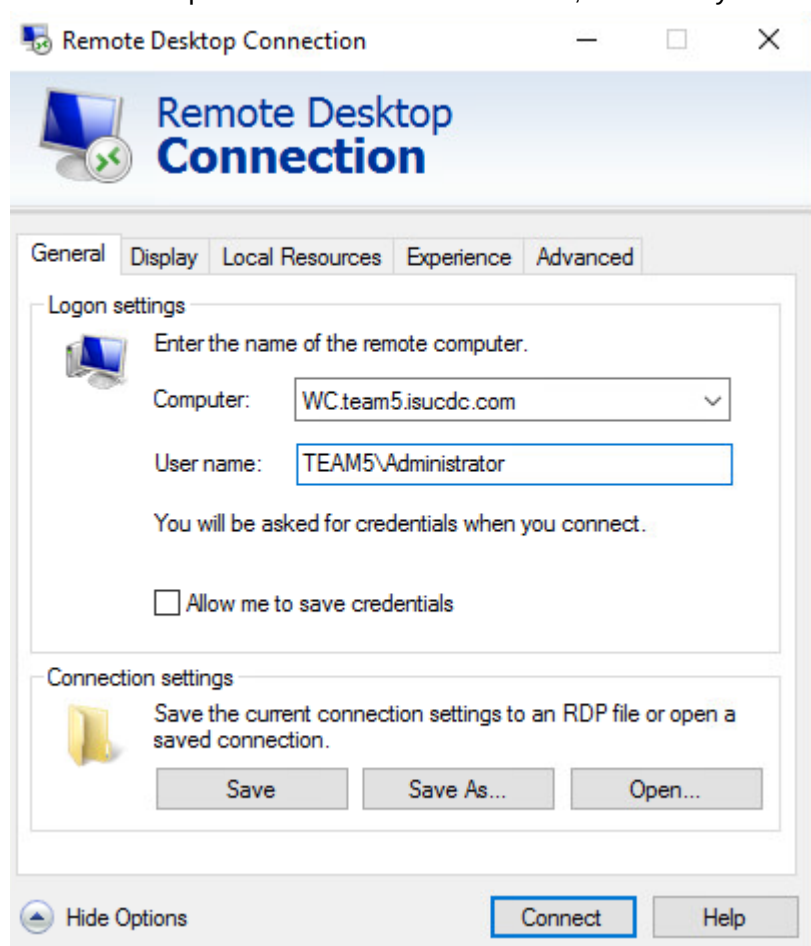 Remote Desktop Connection
Remote Desktop
Connection
General Display Local Resources Experience Advanced
Logon settings
Enter the name of the remote computer.
Computer: WC.team5.isucdc.com
User name: TEAM5\Administrator
You will be asked for credentials when you connect.
Allow me to save credentials
Connection settings
Save the current connection settings to an RDP file or open a
saved connection.
Save Save As... Open...
Hide Options Connect Help